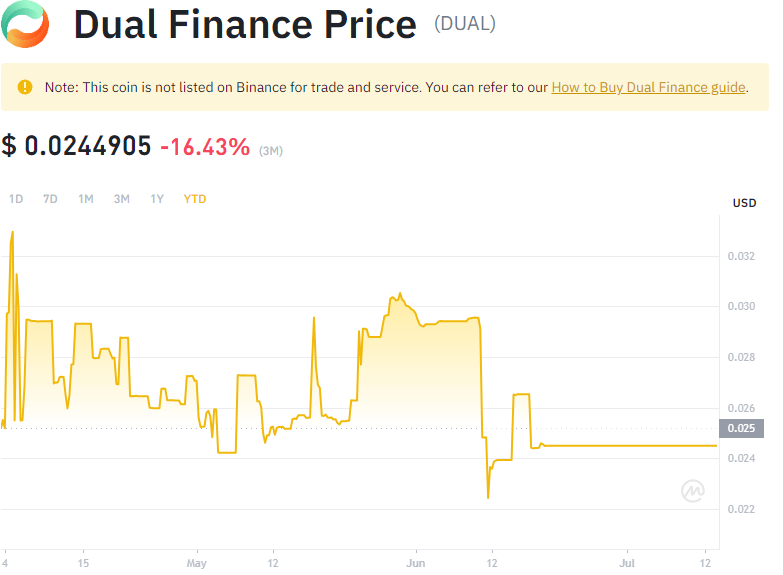 Dual Finance Price (DUAL)
Note: This coin is not listed on Binance for trade and service. You can refer to our How to Buy Dual Finance guide.
$ 0.0244905 -16.43% (3M)
1D 7D 1M 3M 1Y YTD
USD
0.032
0.030
0.028
0.026
0.025
0.024
0.022
4 15 May 12 Jun 12 Jul 12